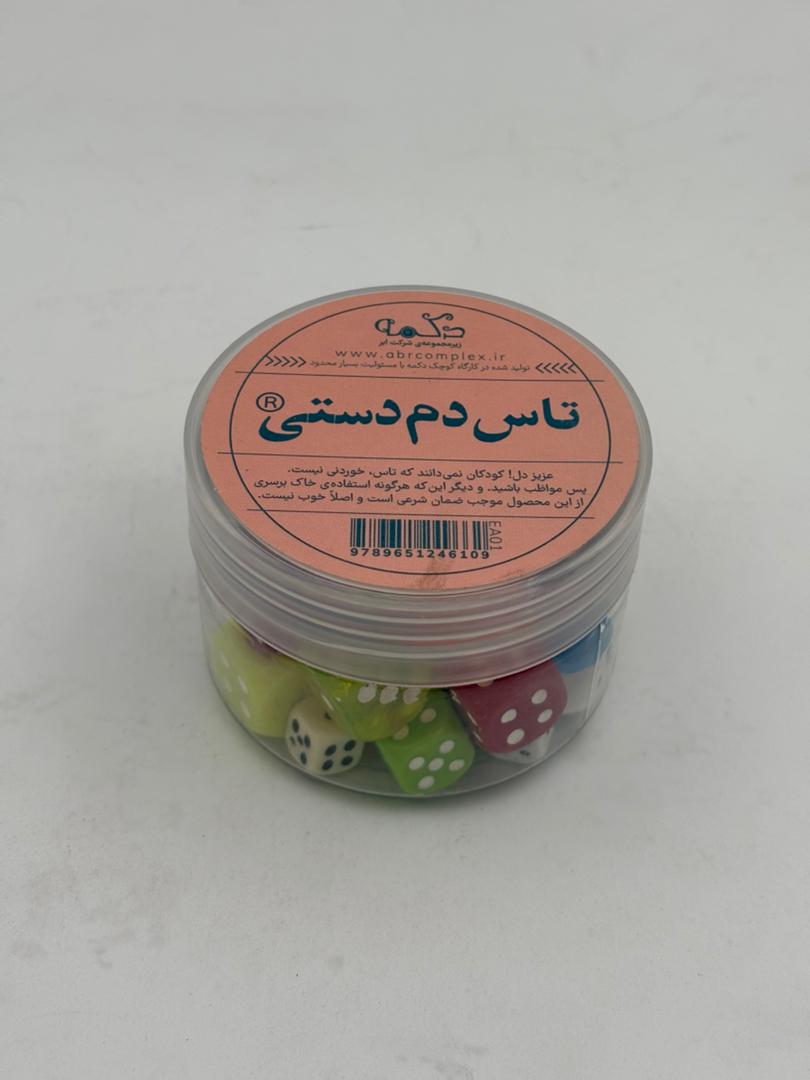 دکمه
زیرمجموعه‌ی شرکت ابر
www.abrcomplex.ir
تولید شده در کارگاه کوچک دکمه با مسئولیت بسیار محدود
تاس دم‌دستی®
عزیز دل! کودکان نمی‌دانند که تاس، خوردنی نیست.
پس مواظب باشید. و دیگر این‌که هرگونه استفاده‌ی خاک برسری
از این محصول موجب ضمان شرعی است و اصلاً خوب نیست.
EA01
9789651246109